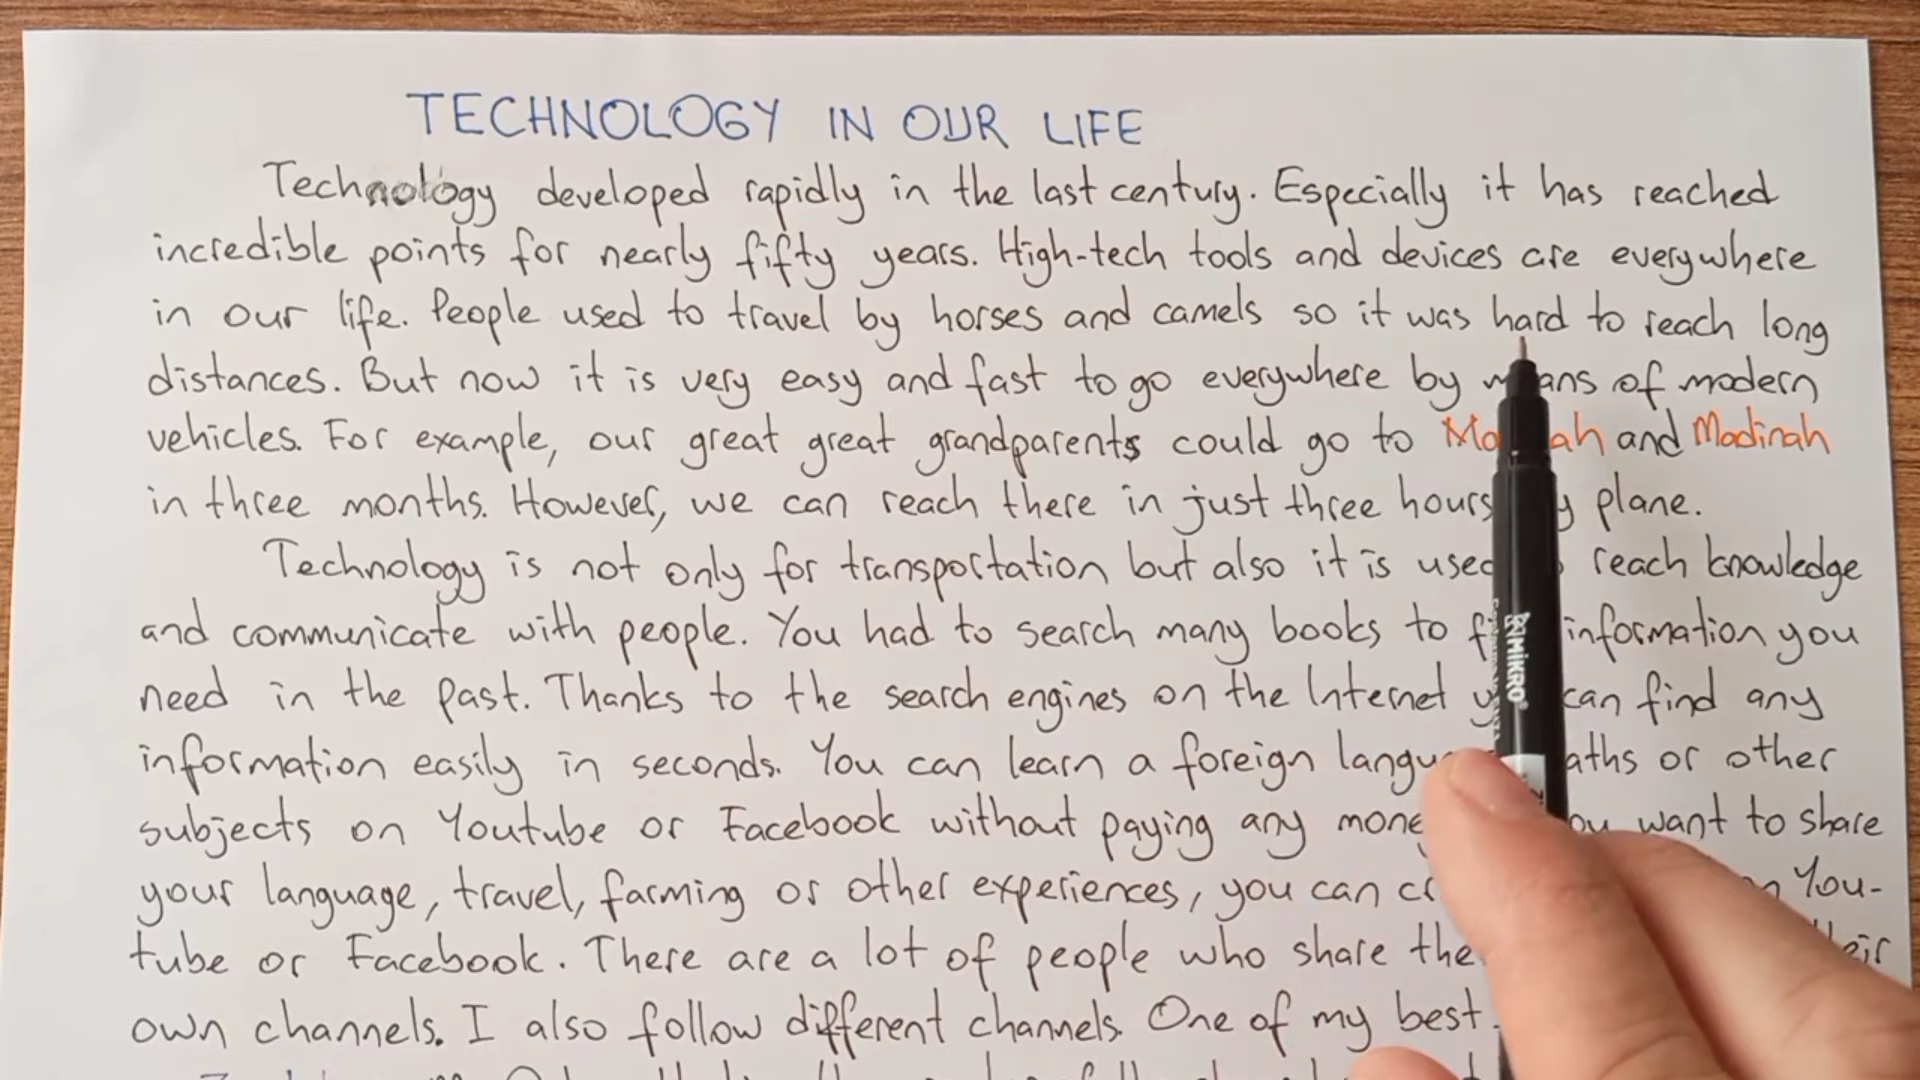 TECHNOLOGY IN OUR LIFE
Technology developed rapidly in the last century. Especially it has reached
incredible points for nearly fifty years. High-tech tools and devices are everywhere
in our life. People used to travel by horses and camels so it was hard to reach long
distances. But now it is very easy and fast to go everywhere by means of modern
vehicles. For example, our great great grandparents could go to and Madinah
in three months. However, we can reach there in just three hours plane.
Technology is not only for transportation but also it is used reach knowledge
and communicate with people. You had to search many books to information you
need in the past. Thanks to the search engines on the Internet can find any
information easily in seconds. You can learn a foreign or other
subjects on Youtube or Facebook without paying any want to share
your language, travel, farming or other experiences, you can You-
tube or Facebook. There are a lot of people who share
own channels. I also follow different channels. One of my best
MIKRO